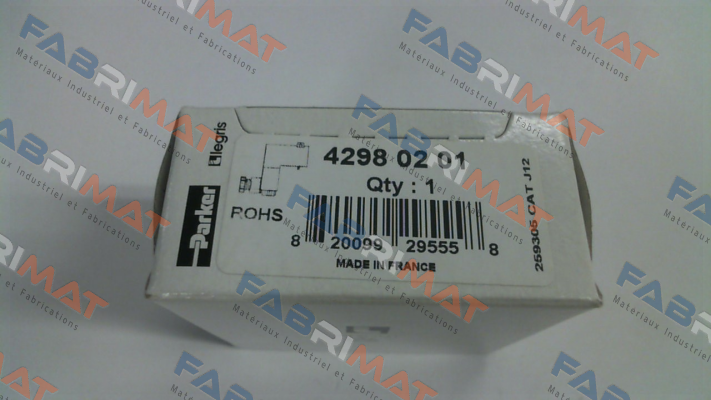 4298 02 01
Qty : 1
ROHS
8 20099 29555 8
MADE IN FRANCE
259305 CAT J12
Parker
legris
FABRIMAT
Materiaux Industriel et Fabrications